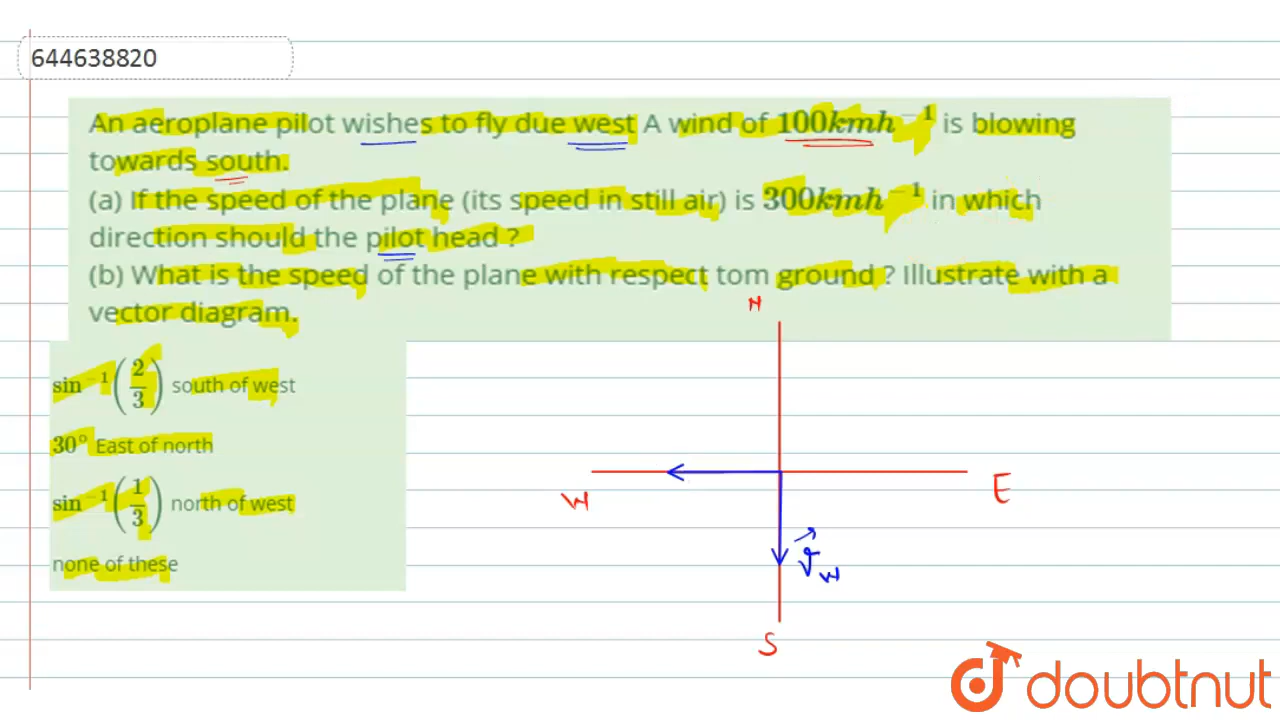 644638820
An aeroplane pilot wishes to fly due west A wind of 100kmh⁻¹ is blowing
towards south.
(a) If the speed of the plane (its speed in still air) is 300kmh⁻¹ in which
direction should the pilot head ?
(b) What is the speed of the plane with respect tom ground ? Illustrate with a
vector diagram.
sin⁻¹(2/3) south of west
30° East of north
sin⁻¹(1/3) north of west
none of these
N
W
E
v⃗_W
S
doubtnut